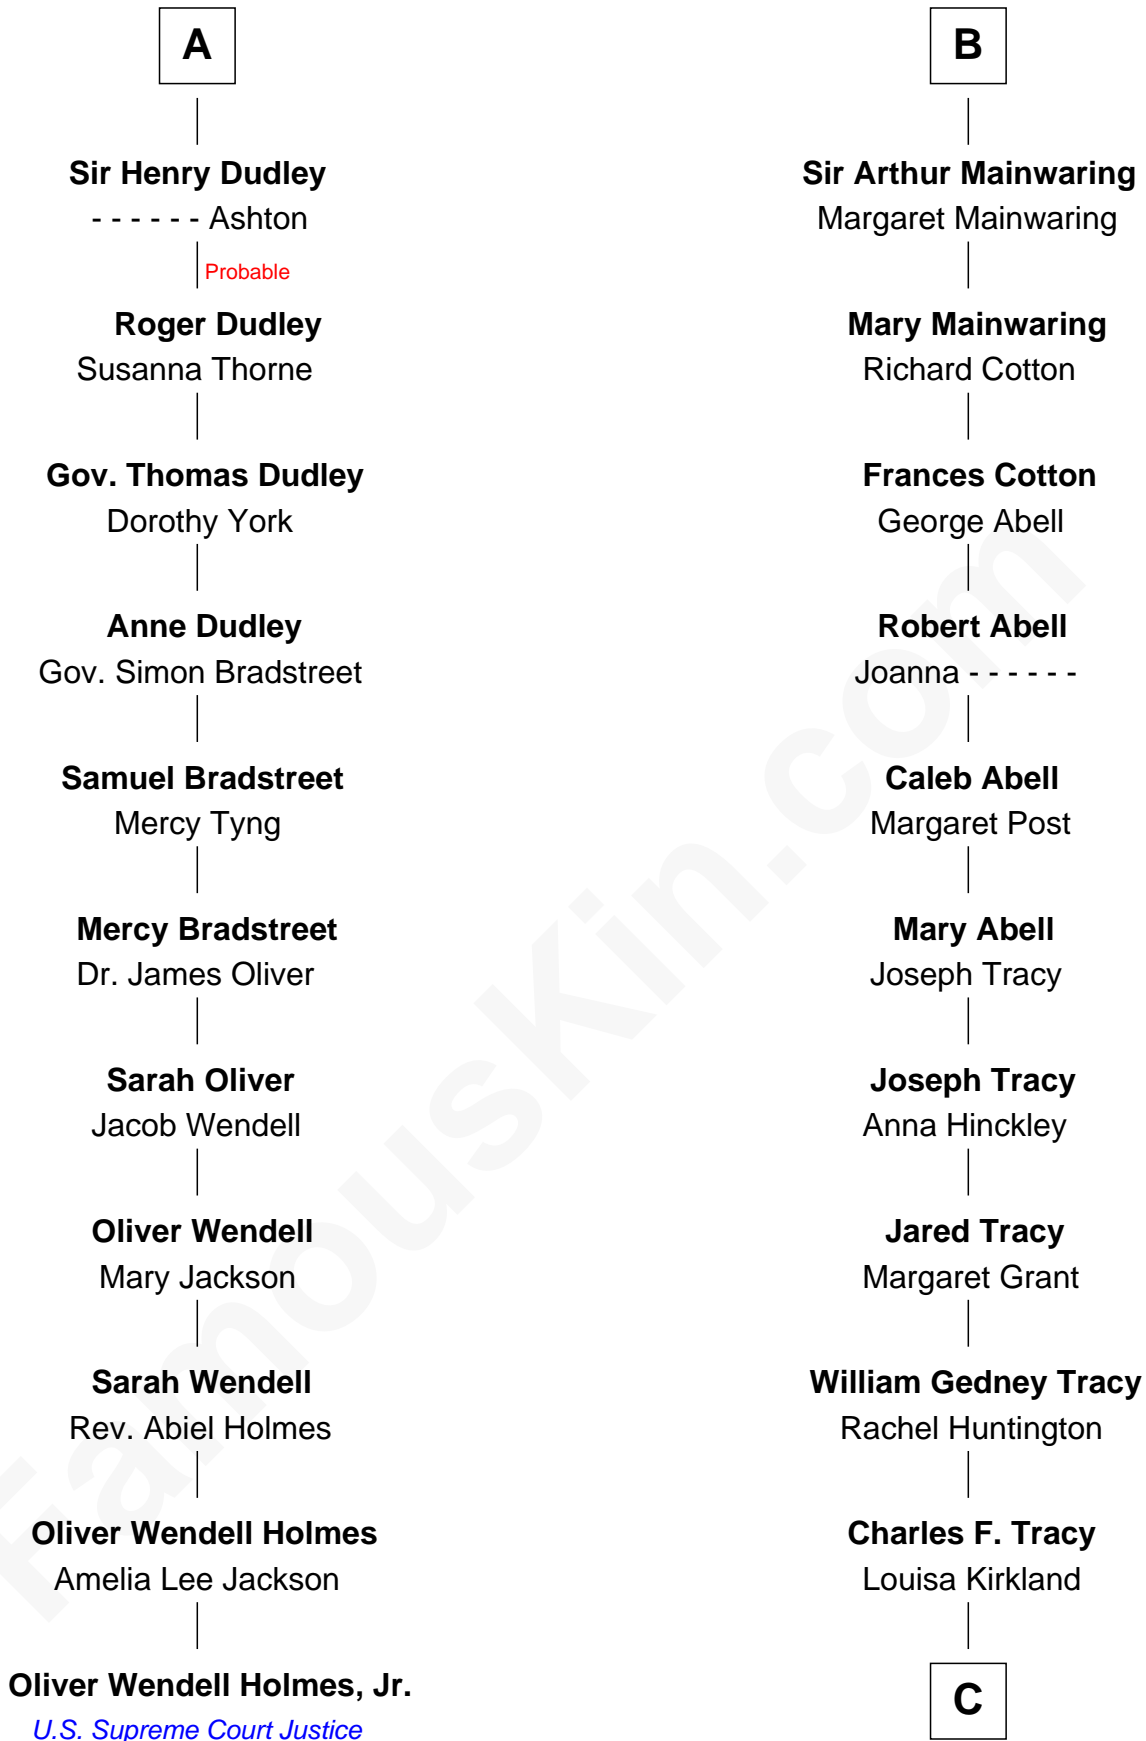 A
Sir Henry Dudley
- - - - - - Ashton
Probable
Roger Dudley
Susanna Thorne
Gov. Thomas Dudley
Dorothy York
Anne Dudley
Gov. Simon Bradstreet
Samuel Bradstreet
Mercy Tyng
Mercy Bradstreet
Dr. James Oliver
Sarah Oliver
Jacob Wendell
Oliver Wendell
Mary Jackson
Sarah Wendell
Rev. Abiel Holmes
Oliver Wendell Holmes
Amelia Lee Jackson
Oliver Wendell Holmes, Jr.
U.S. Supreme Court Justice
B
Sir Arthur Mainwaring
Margaret Mainwaring
Mary Mainwaring
Richard Cotton
Frances Cotton
George Abell
Robert Abell
Joanna - - - - - -
Caleb Abell
Margaret Post
Mary Abell
Joseph Tracy
Joseph Tracy
Anna Hinckley
Jared Tracy
Margaret Grant
William Gedney Tracy
Rachel Huntington
Charles F. Tracy
Louisa Kirkland
C
FamousKin.com